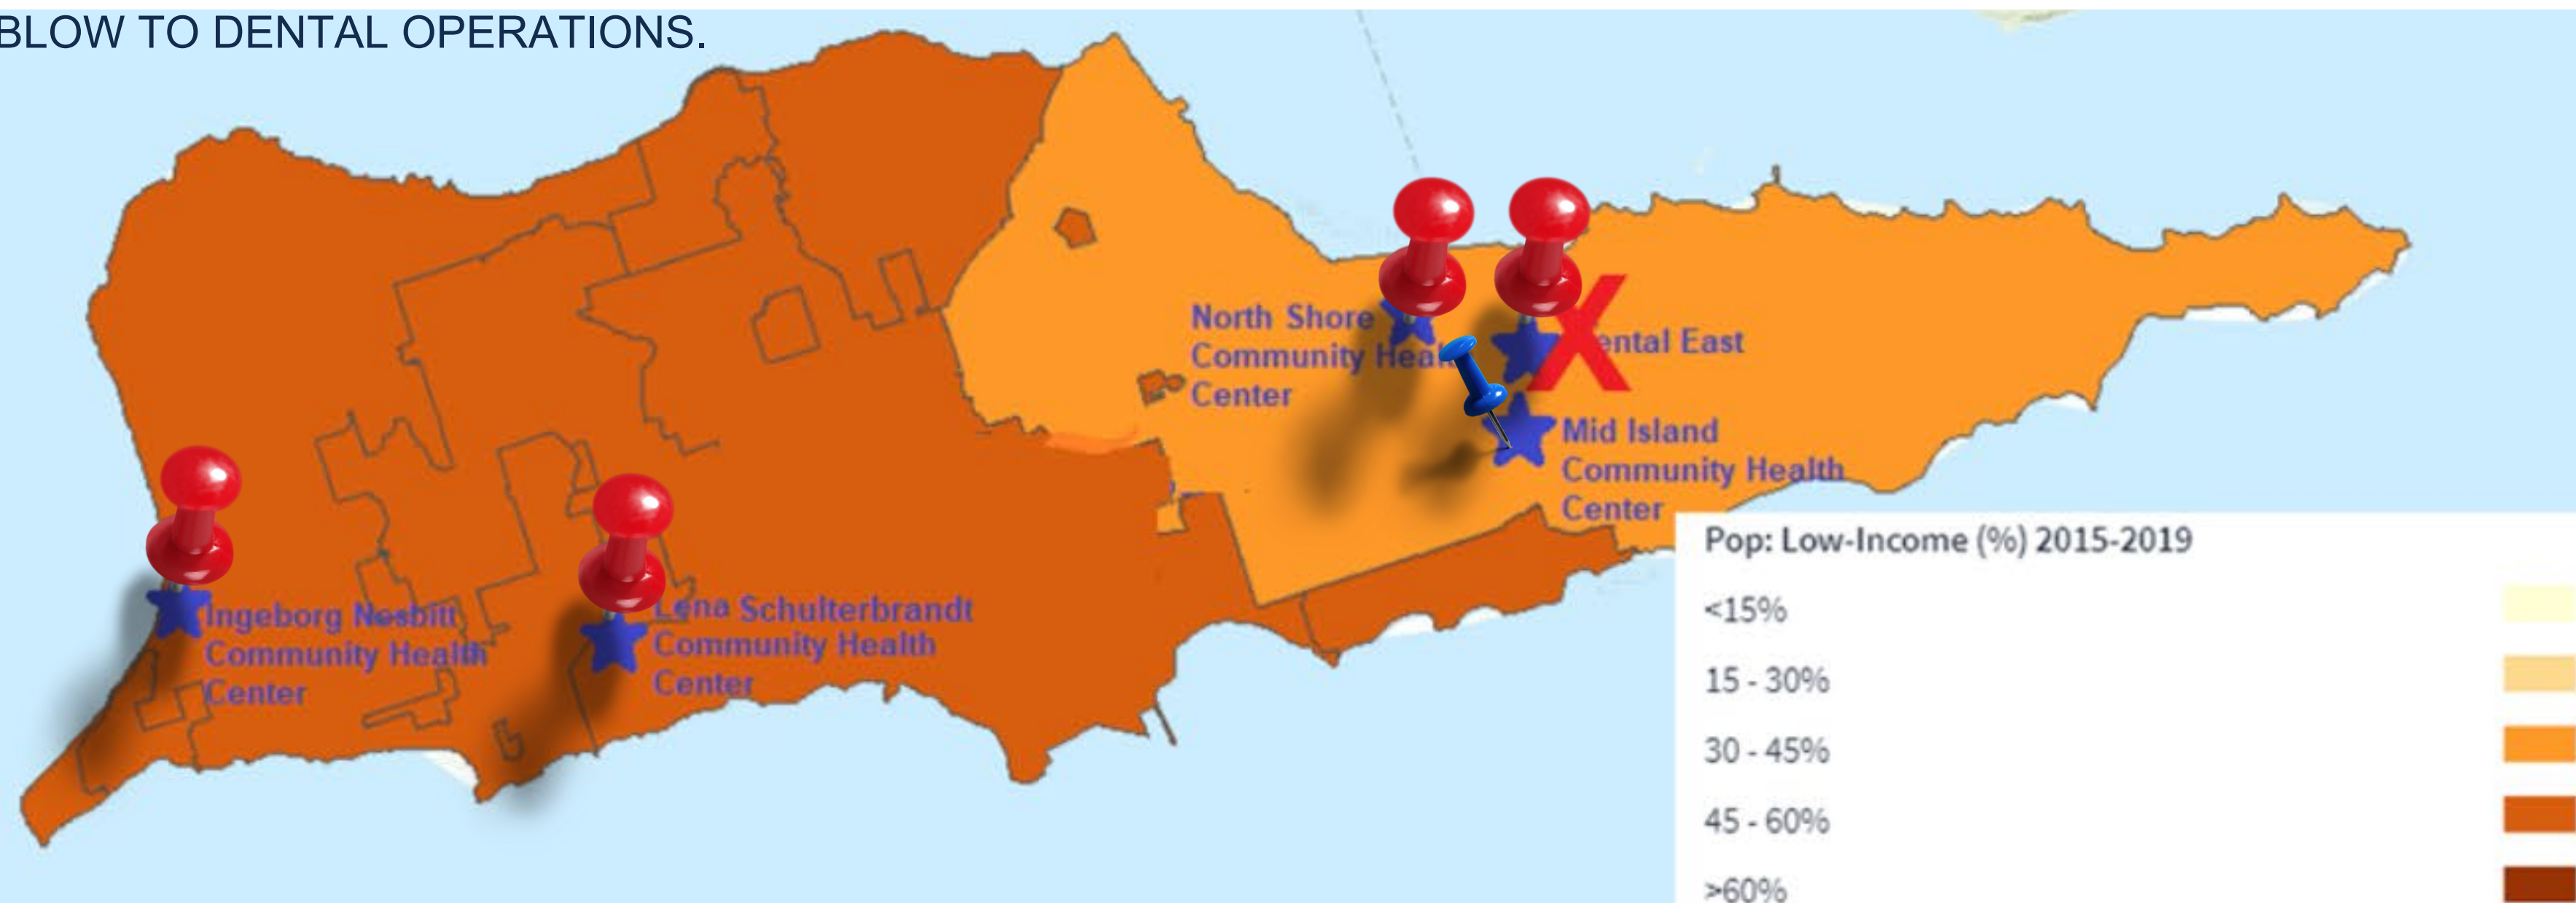 BLOW TO DENTAL OPERATIONS.
North Shore
Community
Center
ental East
Mid Island
Community Health
Center
Ingeborg Nesbitt
Community Health
Center
Lena Schulterbrandt
Community Health
Center
Pop: Low-Income (%) 2015-2019
<15%
15 - 30%
30 - 45%
45 - 60%
>60%